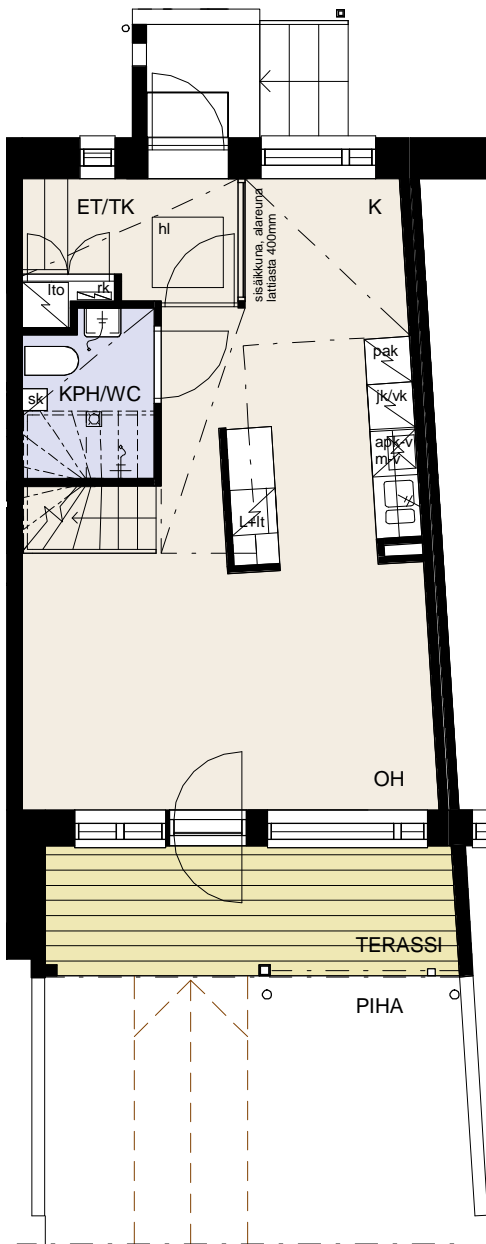 ET/TK
K
hl
sisäikkuna, alareuna
lattiasta 400mm
lto
rk
pak
KPH/WC
jk/vk
sk
apk-v
m-v
L+lt
OH
TERASSI
PIHA